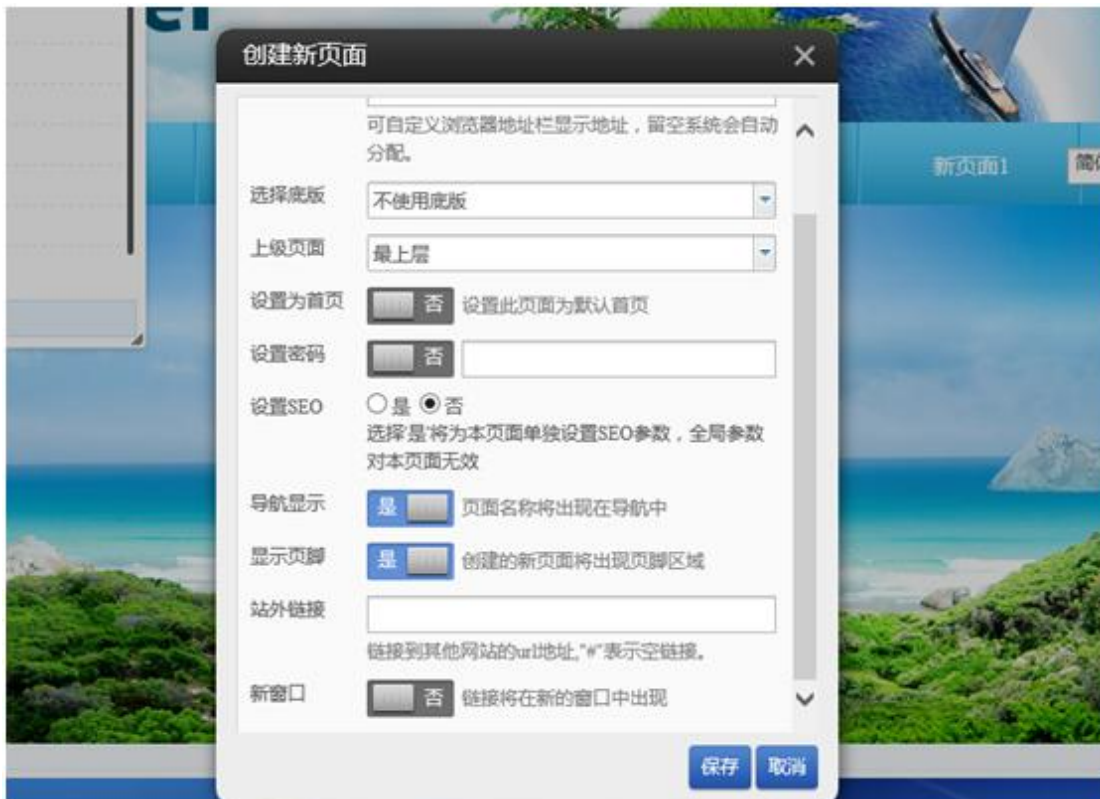 er
创建新页面
可自定义浏览器地址栏显示地址，留空系统会自动
分配。
新页面1
简体
选择底版
不使用底版
上级页面
最上层
设置为首页
否
设置此页面为默认首页
设置密码
否
设置SEO
是
否
选择'是'将为本页面单独设置SEO参数，全局参数
对本页面无效
导航显示
是
页面名称将出现在导航中
显示页脚
是
创建的新页面将出现页脚区域
站外链接
链接到其他网站的url地址,"#"表示空链接。
新窗口
否
链接将在新的窗口中出现
保存
取消